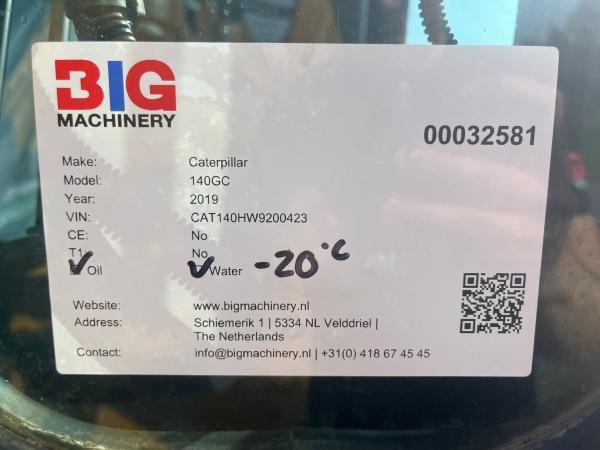 BIG
MACHINERY
00032581
Make: Caterpillar
Model: 140GC
Year: 2019
VIN: CAT140HW9200423
CE: No
T1: No
✓ Oil ✓ Water -20°C
Website: www.bigmachinery.nl
Address: Schiemerik 1 | 5334 NL Velddriel |
The Netherlands
Contact: info@bigmachinery.nl | +31(0) 418 67 45 45